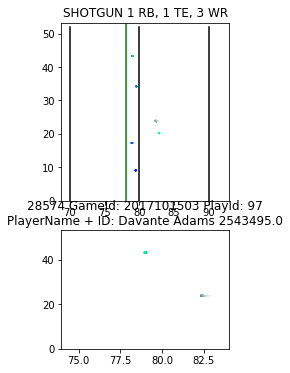 SHOTGUN 1 RB, 1 TE, 3 WR
50
40
30
20
10
0
70 75 80 85 90
28574 GameId: 2017101503 PlayId: 97
PlayerName + ID: Davante Adams 2543495.0
40
20
0
75.0 77.5 80.0 82.5